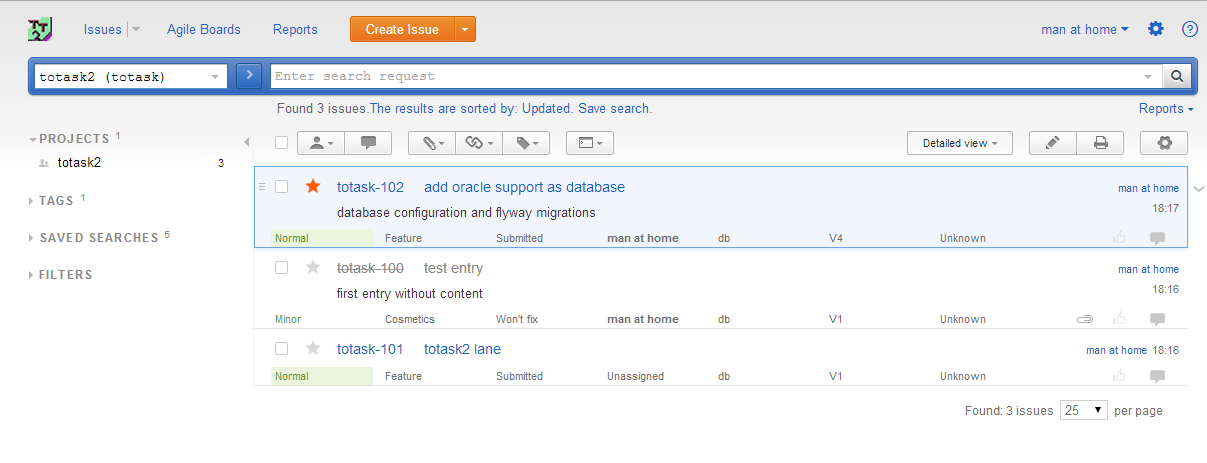 Issues Agile Boards Reports Create Issue man at home
totask2 (totask) Enter search request
Found 3 issues.The results are sorted by: Updated. Save search. Reports
PROJECTS 1
totask2 3
TAGS 1
SAVED SEARCHES 5
FILTERS
Detailed view
totask-102 add oracle support as database man at home
database configuration and flyway migrations 18:17
Normal Feature Submitted man at home db V4 Unknown
totask-100 test entry man at home
first entry without content 18:16
Minor Cosmetics Won't fix man at home db V1 Unknown
totask-101 totask2 lane man at home 18:16
Normal Feature Submitted Unassigned db V1 Unknown
Found: 3 issues 25 per page